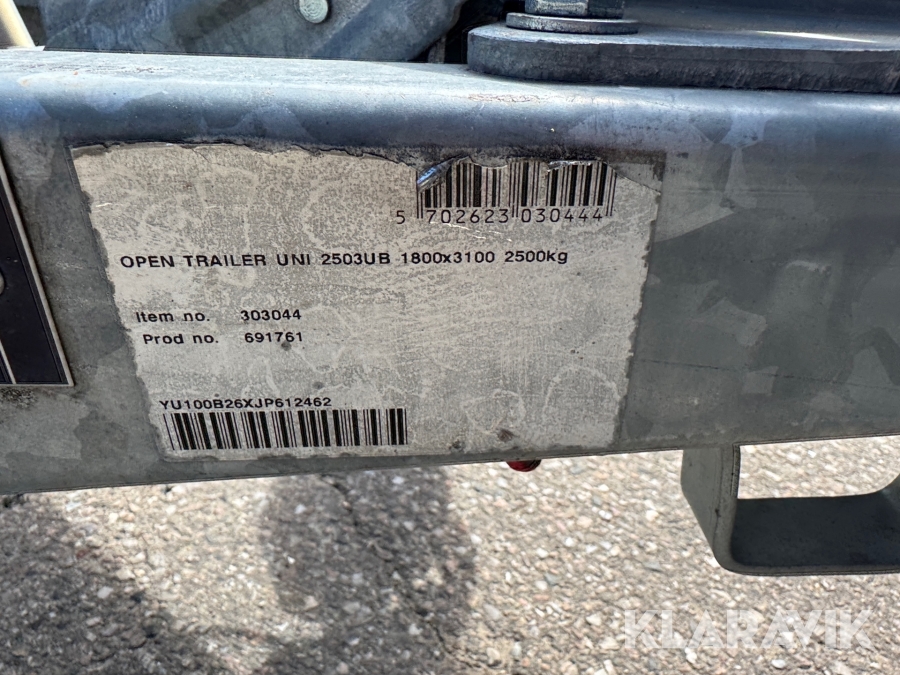 5 702623 030444
OPEN TRAILER UNI 2503UB 1800x3100 2500kg
Item no. 303044
Prod no. 691761
YU100B26XJP612462
KLARAVIK